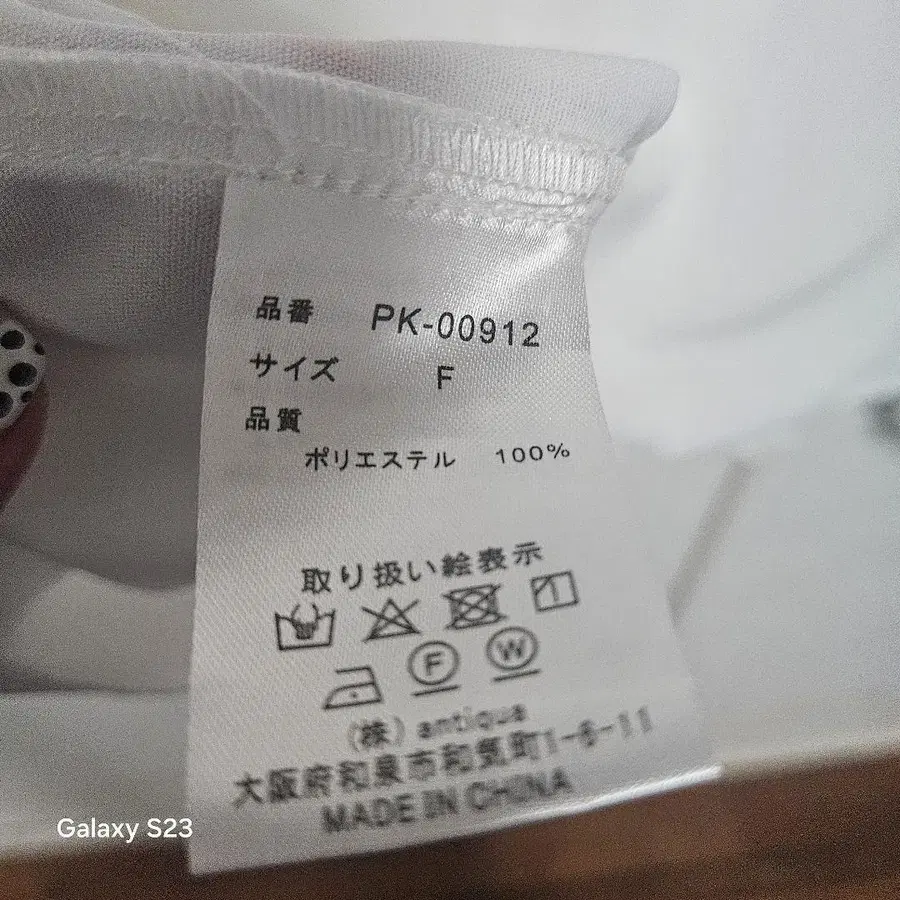 品番 PK-00912
サイズ F
品質
ポリエステル 100%
取り扱い絵表示
F W
(株) antiqua
大阪府和泉市和気町1-6-11
MADE IN CHINA
Galaxy S23